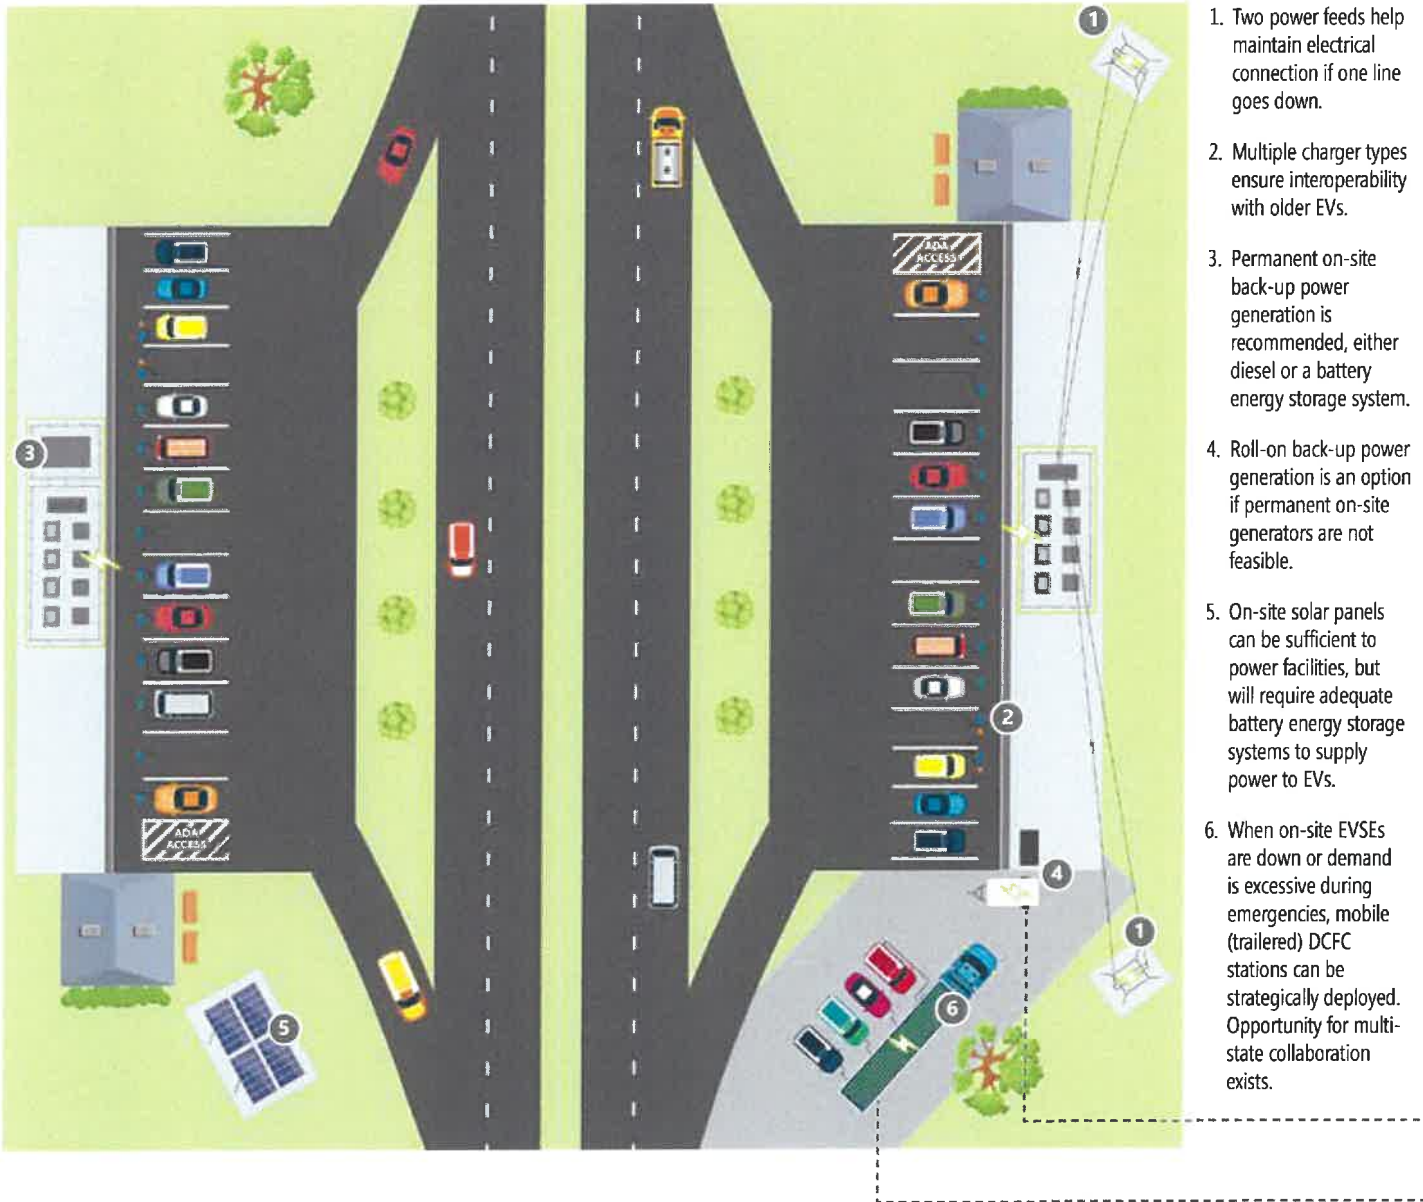 1
ADA
ACCESS
3
2
ADA
ACCESS
4
1
5
6
1. Two power feeds help
maintain electrical
connection if one line
goes down.
2. Multiple charger types
ensure interoperability
with older EVs.
3. Permanent on-site
back-up power
generation is
recommended, either
diesel or a battery
energy storage system.
4. Roll-on back-up power
generation is an option
if permanent on-site
generators are not
feasible.
5. On-site solar panels
can be sufficient to
power facilities, but
will require adequate
battery energy storage
systems to supply
power to EVs.
6. When on-site EVSEs
are down or demand
is excessive during
emergencies, mobile
(trailered) DCFC
stations can be
strategically deployed.
Opportunity for multi-
state collaboration
exists.